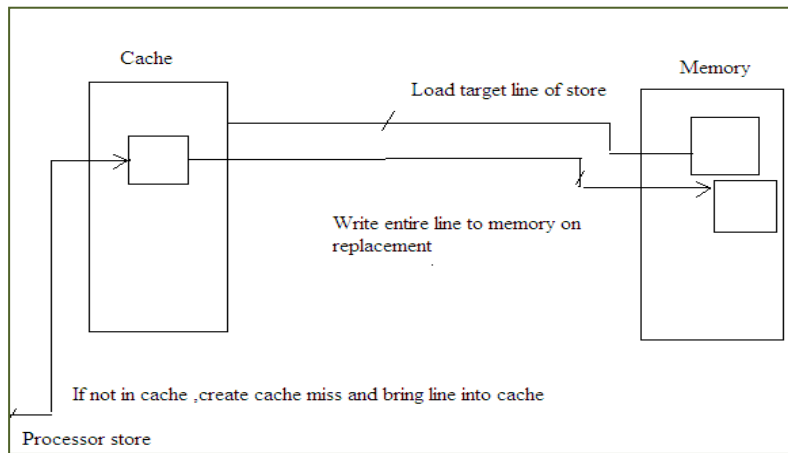 Cache
Memory
Load target line of store
Write entire line to memory on
replacement
If not in cache ,create cache miss and bring line into cache
Processor store